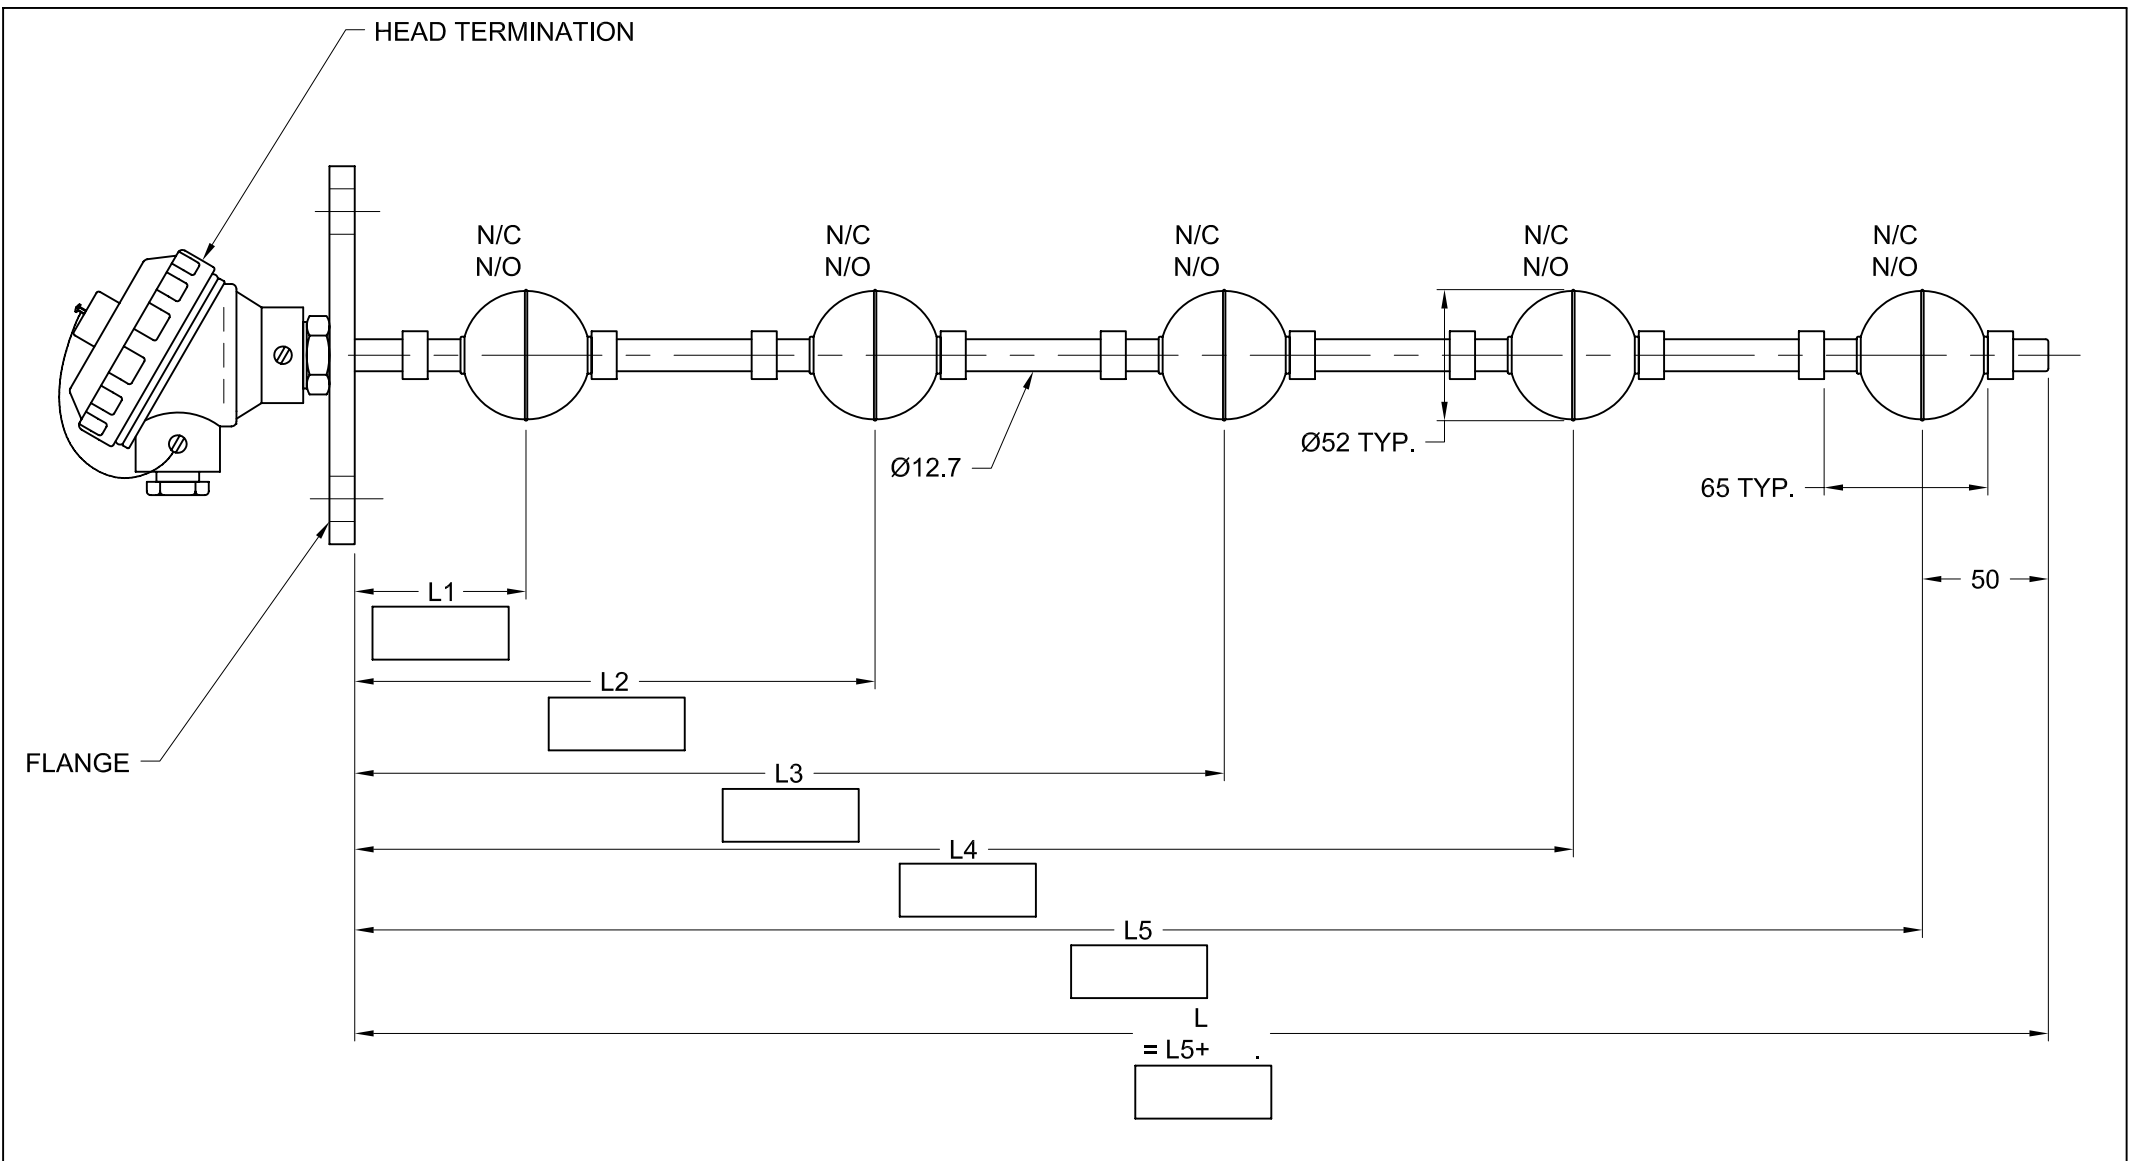 HEAD TERMINATION
N/C
N/O
N/C
N/O
N/C
N/O
N/C
N/O
N/C
N/O
Ø12.7
Ø52 TYP.
65 TYP.
50
L1
L2
FLANGE
L3
L4
L5
L
= L5+ .